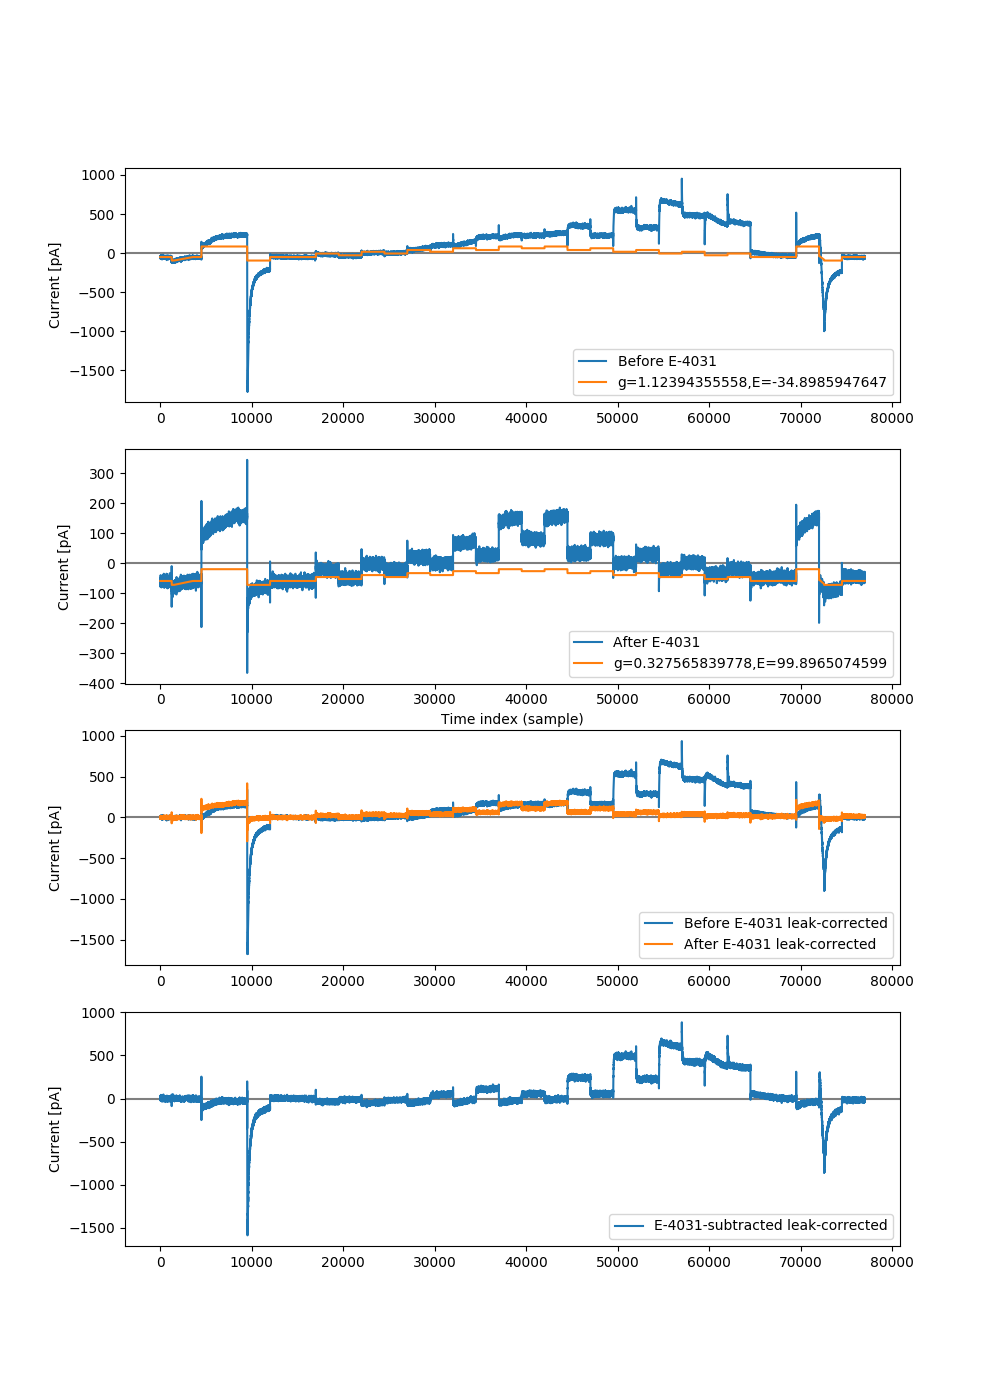 1000
500
0
−500
−1000
−1500
Current [pA]
Before E-4031
g=1.12394355558,E=-34.8985947647
0 10000 20000 30000 40000 50000 60000 70000 80000
300
200
100
0
−100
−200
−300
−400
Current [pA]
After E-4031
g=0.327565839778,E=99.8965074599
0 10000 20000 30000 40000 50000 60000 70000 80000
Time index (sample)
1000
500
0
−500
−1000
−1500
Current [pA]
Before E-4031 leak-corrected
After E-4031 leak-corrected
0 10000 20000 30000 40000 50000 60000 70000 80000
1000
500
0
−500
−1000
−1500
Current [pA]
E-4031-subtracted leak-corrected
0 10000 20000 30000 40000 50000 60000 70000 80000